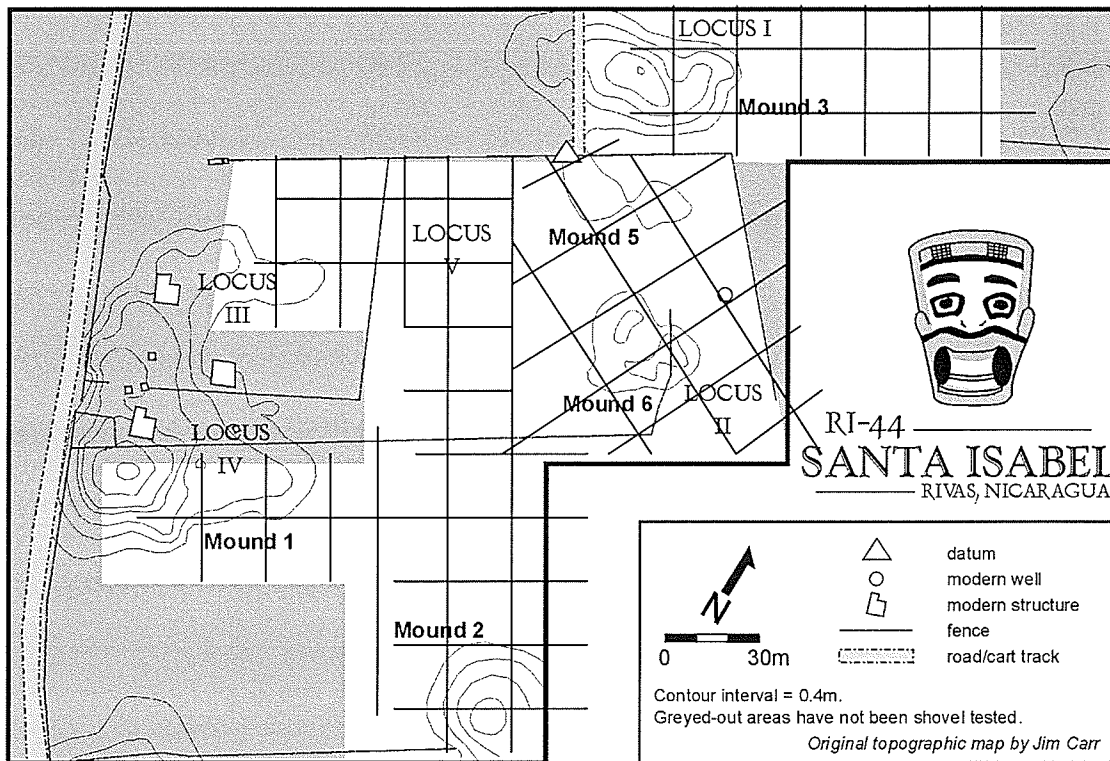 LOCUS I
Mound 3
LOCUS
V
Mound 5
LOCUS
III
Mound 6
LOCUS
II
LOCUS
IV
Mound 1
Mound 2
RI-44
SANTA ISABEL
RIVAS, NICARAGUA
N
0 30m
datum
modern well
modern structure
fence
road/cart track
Contour interval = 0.4m.
Greyed-out areas have not been shovel tested.
Original topographic map by Jim Carr